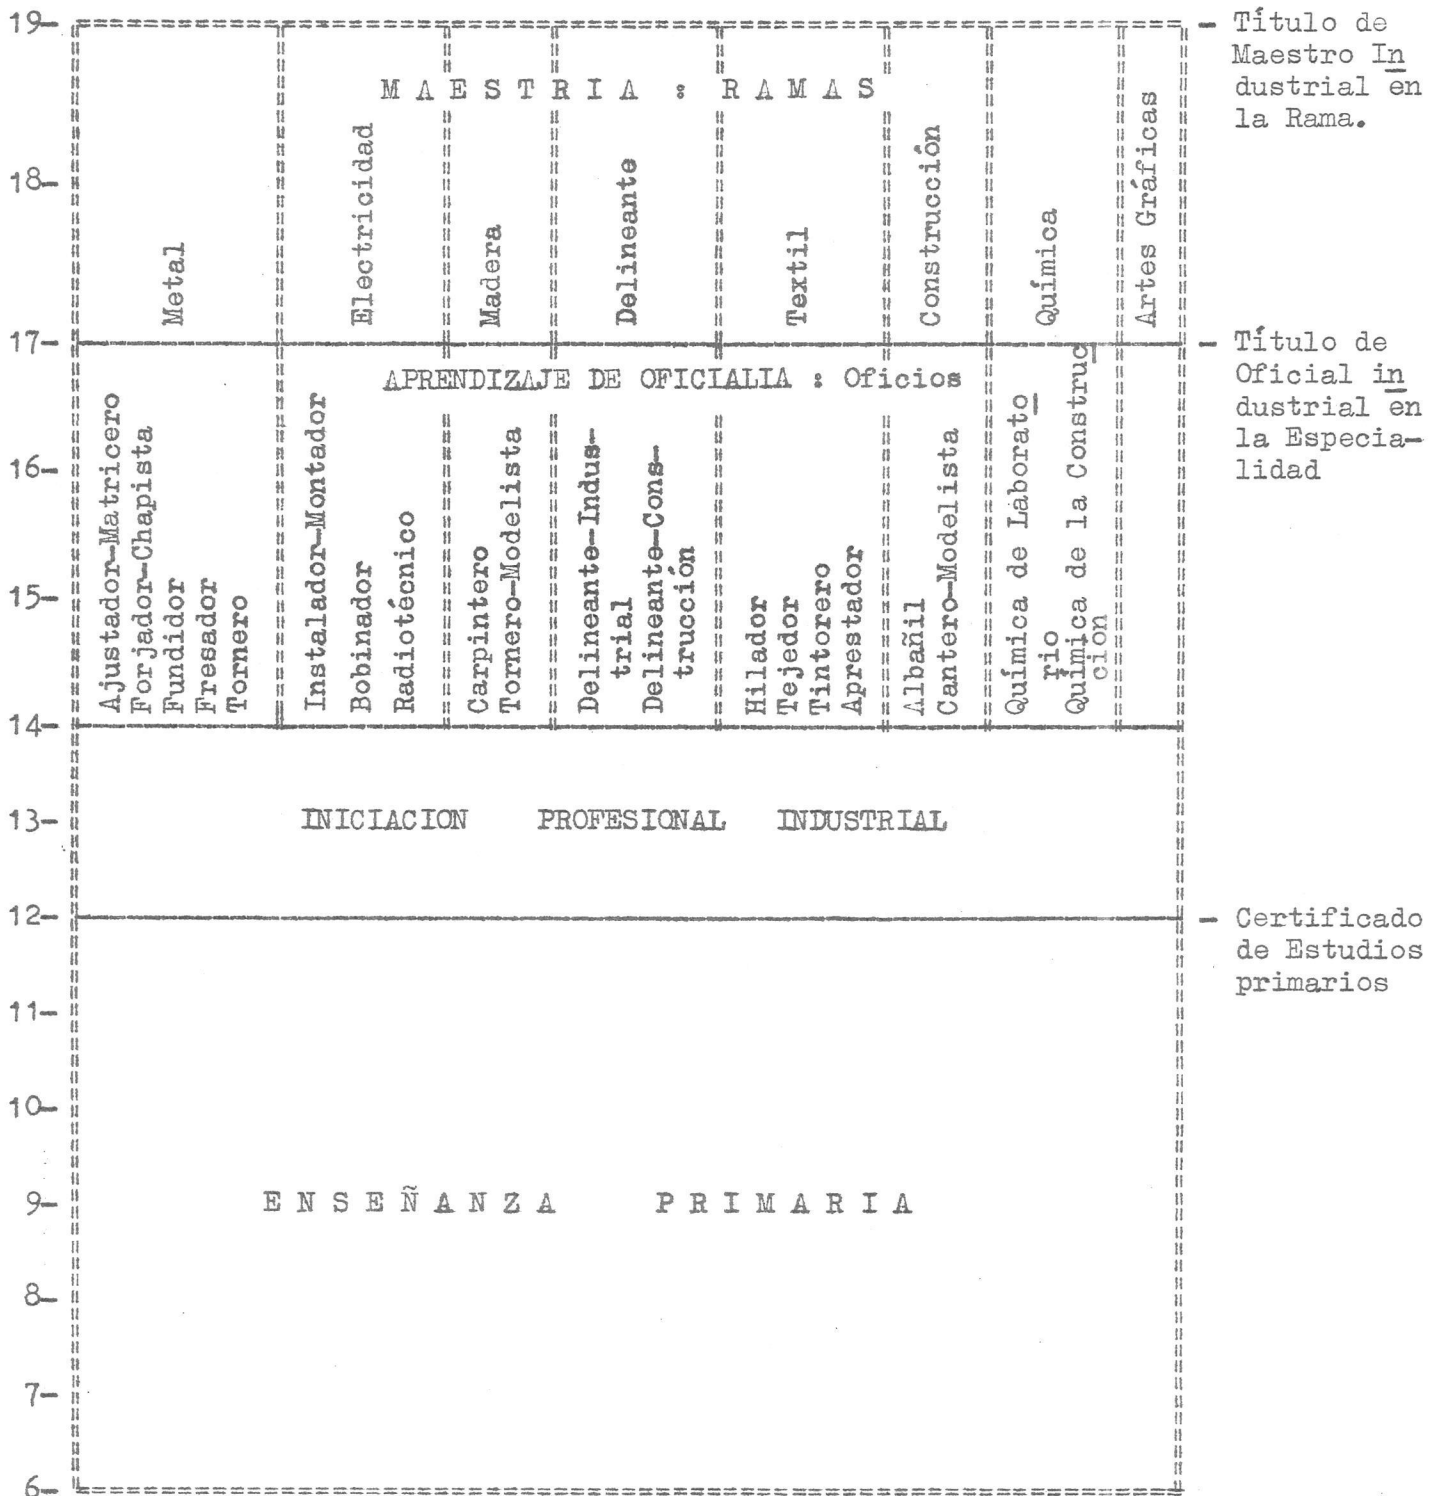 19-
- Título de
Maestro In
dustrial en
la Rama.
MAESTRIA : RAMAS
18-
Metal
Electricidad
Madera
Delineante
Textil
Construcción
Química
Artes Gráficas
17-
- Título de
Oficial in
dustrial en
la Especia-
lidad
APRENDIZAJE DE OFICIALIA : Oficios
16-
15-
Ajustador-Matricero
Forjador-Chapista
Fundidor
Fresador
Tornero
Instalador-Montador
Bobinador
Radiotécnico
Carpintero
Tornero-Modelista
Delineante-Indus-
trial
Delineante-Cons-
trucción
Hilador
Tejedor
Tintorero
Aprestador
Albañil
Cantero-Modelista
Química de Laborato
rio
Química de la Construc
ción
14-
13-
INICIACION PROFESIONAL INDUSTRIAL
12-
- Certificado
de Estudios
primarios
11-
10-
9-
ENSEÑANZA PRIMARIA
8-
7-
6-